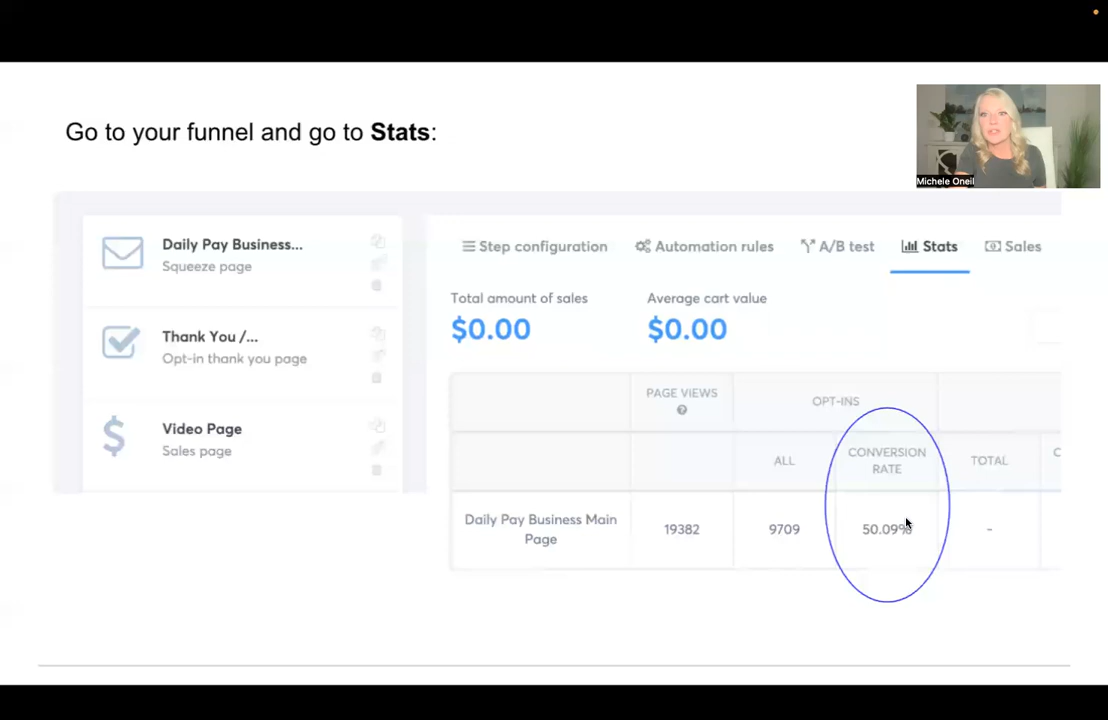 Go to your funnel and go to Stats:
Michele Oneil
Daily Pay Business...
Squeeze page
Thank You /...
Opt-in thank you page
Video Page
Sales page
Step configuration
Automation rules
A/B test
Stats
Sales
Total amount of sales
$0.00
Average cart value
$0.00
PAGE VIEWS
OPT-INS
ALL
CONVERSION
RATE
TOTAL
C
Daily Pay Business Main
Page
19382
9709
50.09%
-